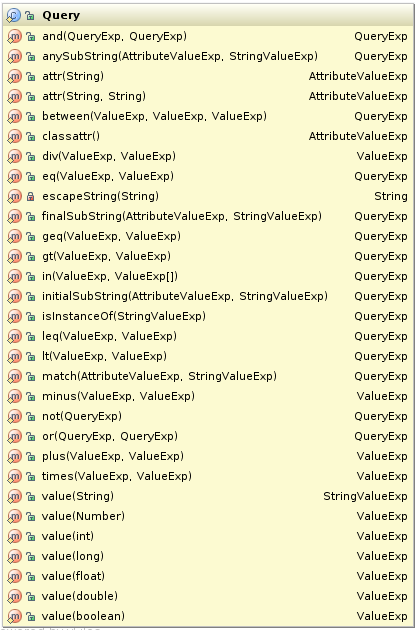 Query
and(QueryExp, QueryExp) QueryExp
anySubString(AttributeValueExp, StringValueExp) QueryExp
attr(String) AttributeValueExp
attr(String, String) AttributeValueExp
between(ValueExp, ValueExp, ValueExp) QueryExp
classattr() AttributeValueExp
div(ValueExp, ValueExp) ValueExp
eq(ValueExp, ValueExp) QueryExp
escapeString(String) String
finalSubString(AttributeValueExp, StringValueExp) QueryExp
geq(ValueExp, ValueExp) QueryExp
gt(ValueExp, ValueExp) QueryExp
in(ValueExp, ValueExp[]) QueryExp
initialSubString(AttributeValueExp, StringValueExp) QueryExp
isInstanceOf(StringValueExp) QueryExp
leq(ValueExp, ValueExp) QueryExp
lt(ValueExp, ValueExp) QueryExp
match(AttributeValueExp, StringValueExp) QueryExp
minus(ValueExp, ValueExp) ValueExp
not(QueryExp) QueryExp
or(QueryExp, QueryExp) QueryExp
plus(ValueExp, ValueExp) ValueExp
times(ValueExp, ValueExp) ValueExp
value(String) StringValueExp
value(Number) ValueExp
value(int) ValueExp
value(long) ValueExp
value(float) ValueExp
value(double) ValueExp
value(boolean) ValueExp